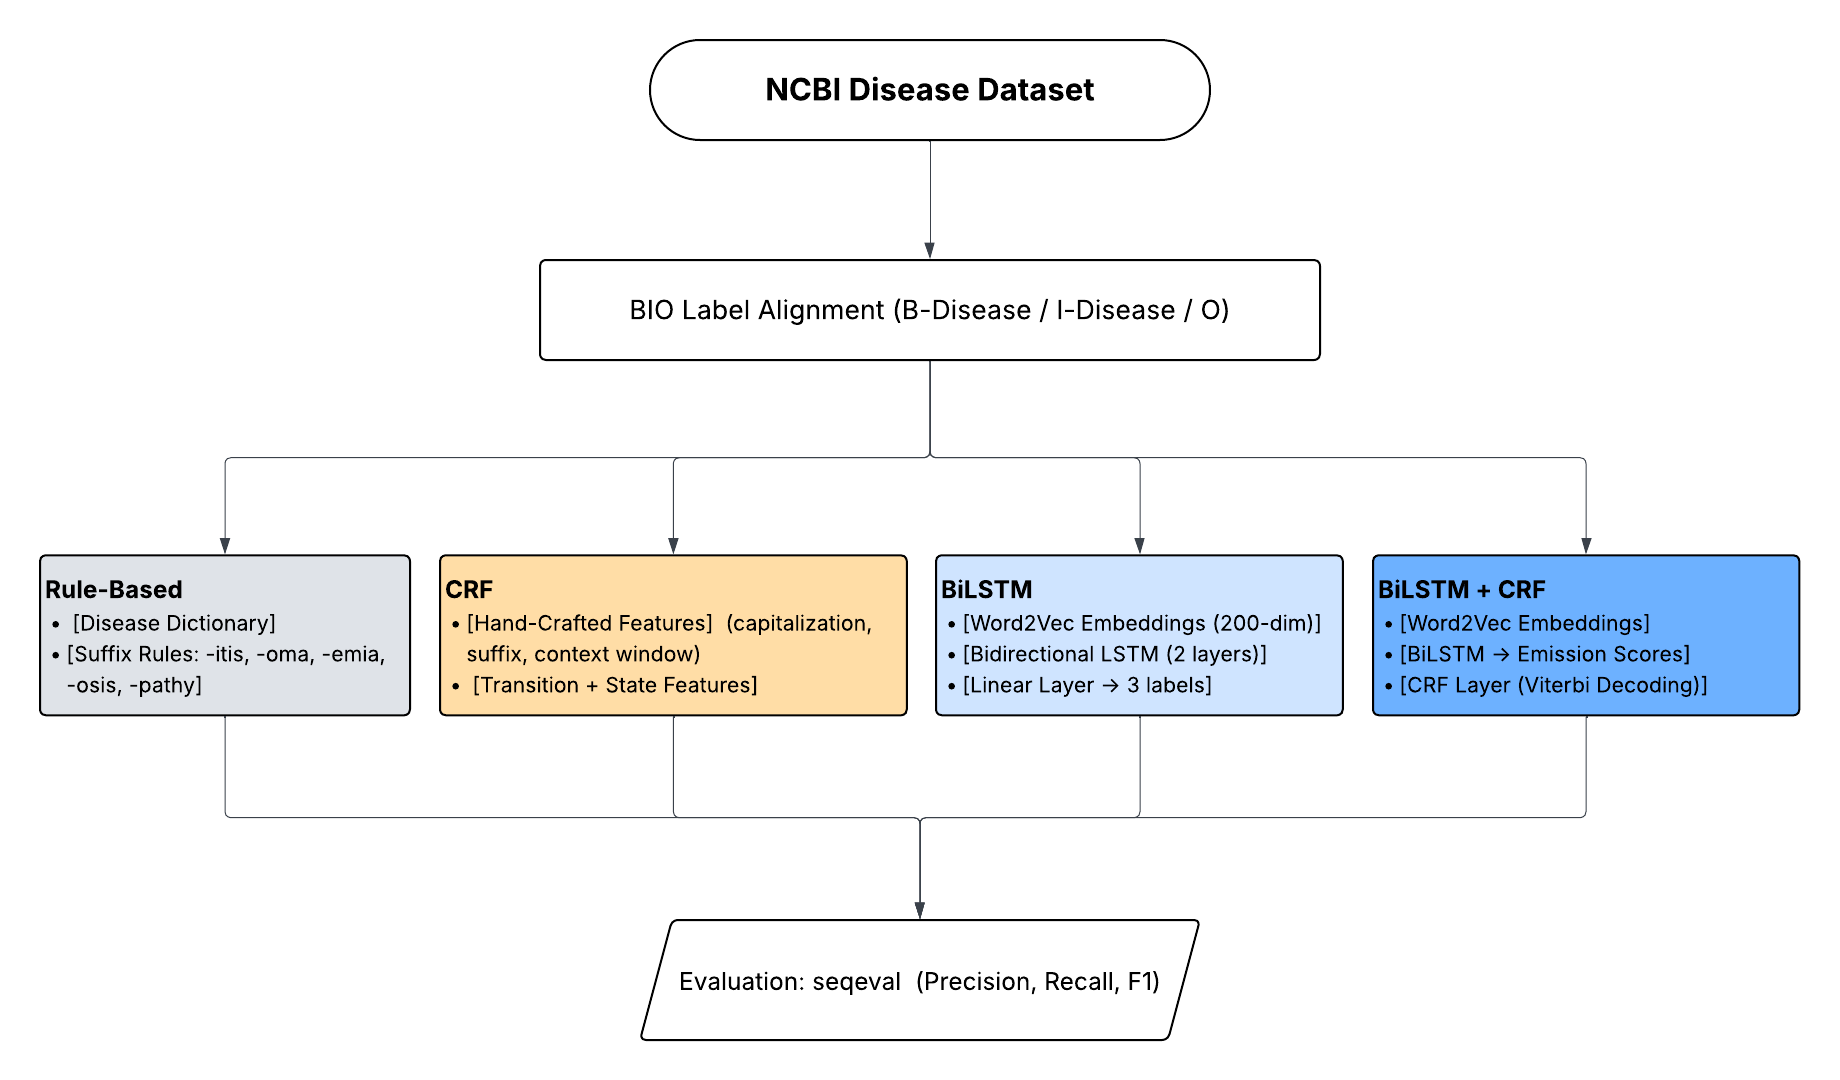 NCBI Disease Dataset
BIO Label Alignment (B-Disease / I-Disease / O)
Rule-Based
• [Disease Dictionary]
• [Suffix Rules: -itis, -oma, -emia,
-osis, -pathy]
CRF
• [Hand-Crafted Features] (capitalization,
suffix, context window)
• [Transition + State Features]
BiLSTM
• [Word2Vec Embeddings (200-dim)]
• [Bidirectional LSTM (2 layers)]
• [Linear Layer → 3 labels]
BiLSTM + CRF
• [Word2Vec Embeddings]
• [BiLSTM → Emission Scores]
• [CRF Layer (Viterbi Decoding)]
Evaluation: seqeval (Precision, Recall, F1)